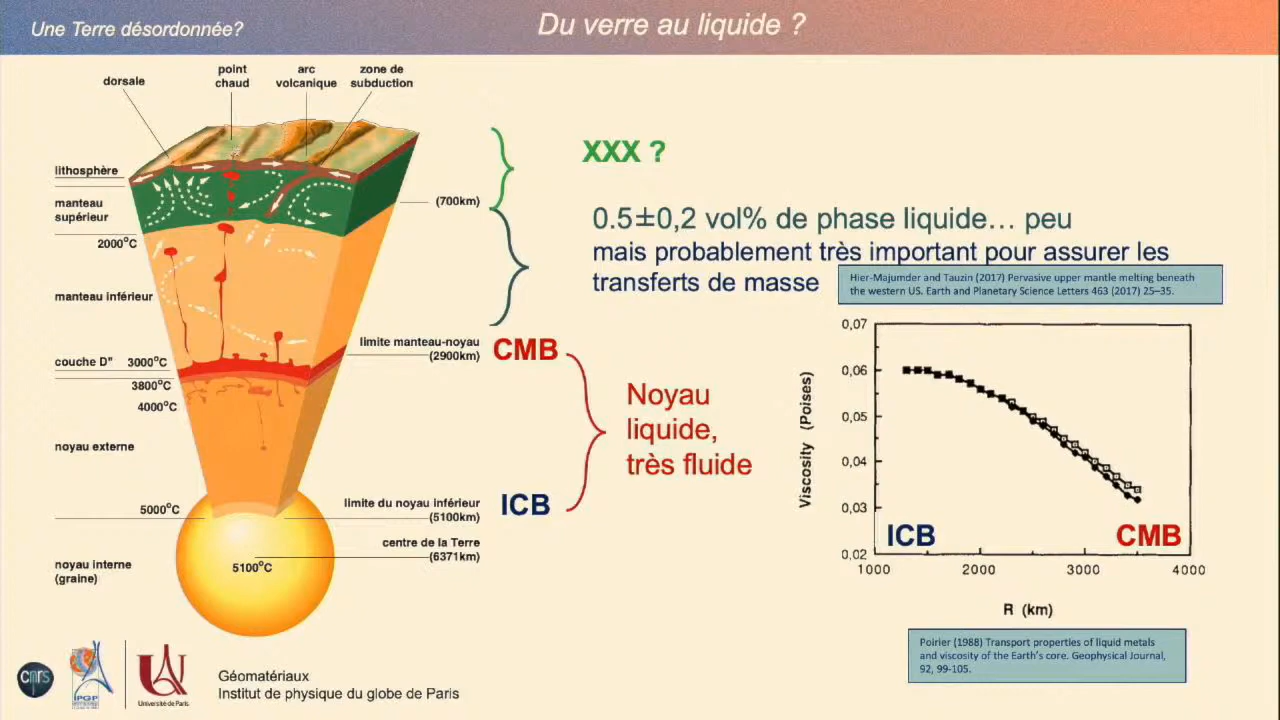 Une Terre désordonnée?
Du verre au liquide ?
dorsale
point
chaud
arc
volcanique
zone de
subduction
lithosphère
manteau
supérieur
(700km)
2000°C
manteau inférieur
limite manteau-noyau
(2900km)
couche D" 3000°C
3800°C
4000°C
noyau externe
5000°C
limite du noyau inférieur
(5100km)
centre de la Terre
(6371km)
noyau interne
(graine)
5100°C
XXX ?
0.5±0,2 vol% de phase liquide... peu
mais probablement très important pour assurer les
transferts de masse
Hier-Majumder and Tauzin (2017) Pervasive upper mantle melting beneath
the western US. Earth and Planetary Science Letters 463 (2017) 25–35.
CMB
Noyau
liquide,
très fluide
ICB
0,07
0,06
0,05
0,04
0,03
0.02
Viscosity (Poises)
ICB
CMB
1000 2000 3000 4000
R (km)
Poirier (1988) Transport properties of liquid metals
and viscosity of the Earth's core. Geophysical Journal,
92, 99-105.
cnrs
IPGP
Université de Paris
Géomatériaux
Institut de physique du globe de Paris